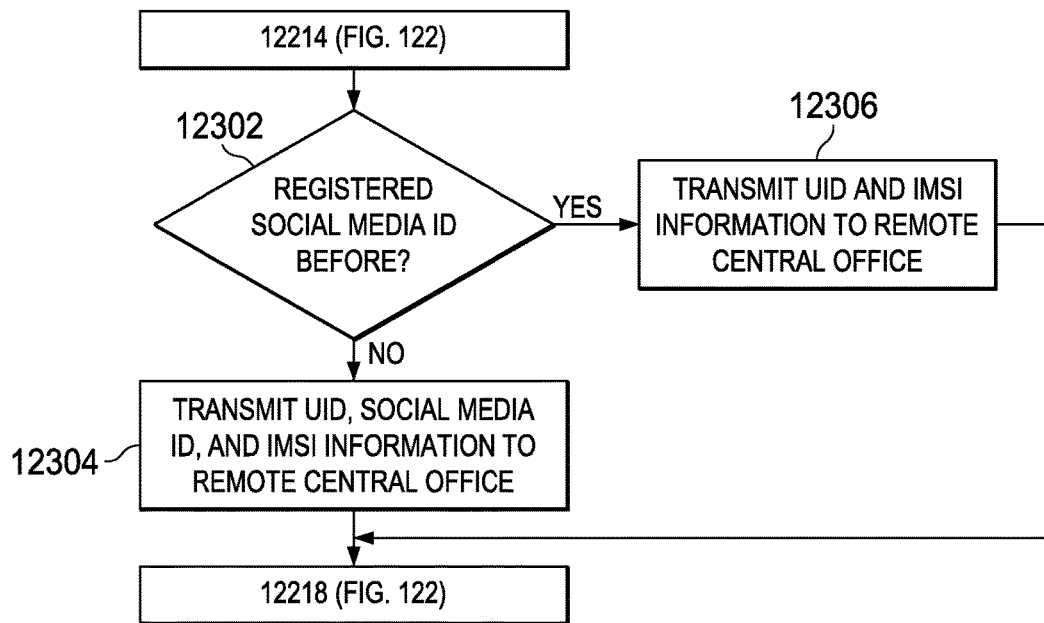 12214 (FIG. 122)
12302
REGISTERED
SOCIAL MEDIA ID
BEFORE?
YES
12306
TRANSMIT UID AND IMSI
INFORMATION TO REMOTE
CENTRAL OFFICE
NO
12304
TRANSMIT UID, SOCIAL MEDIA
ID, AND IMSI INFORMATION TO
REMOTE CENTRAL OFFICE
12218 (FIG. 122)